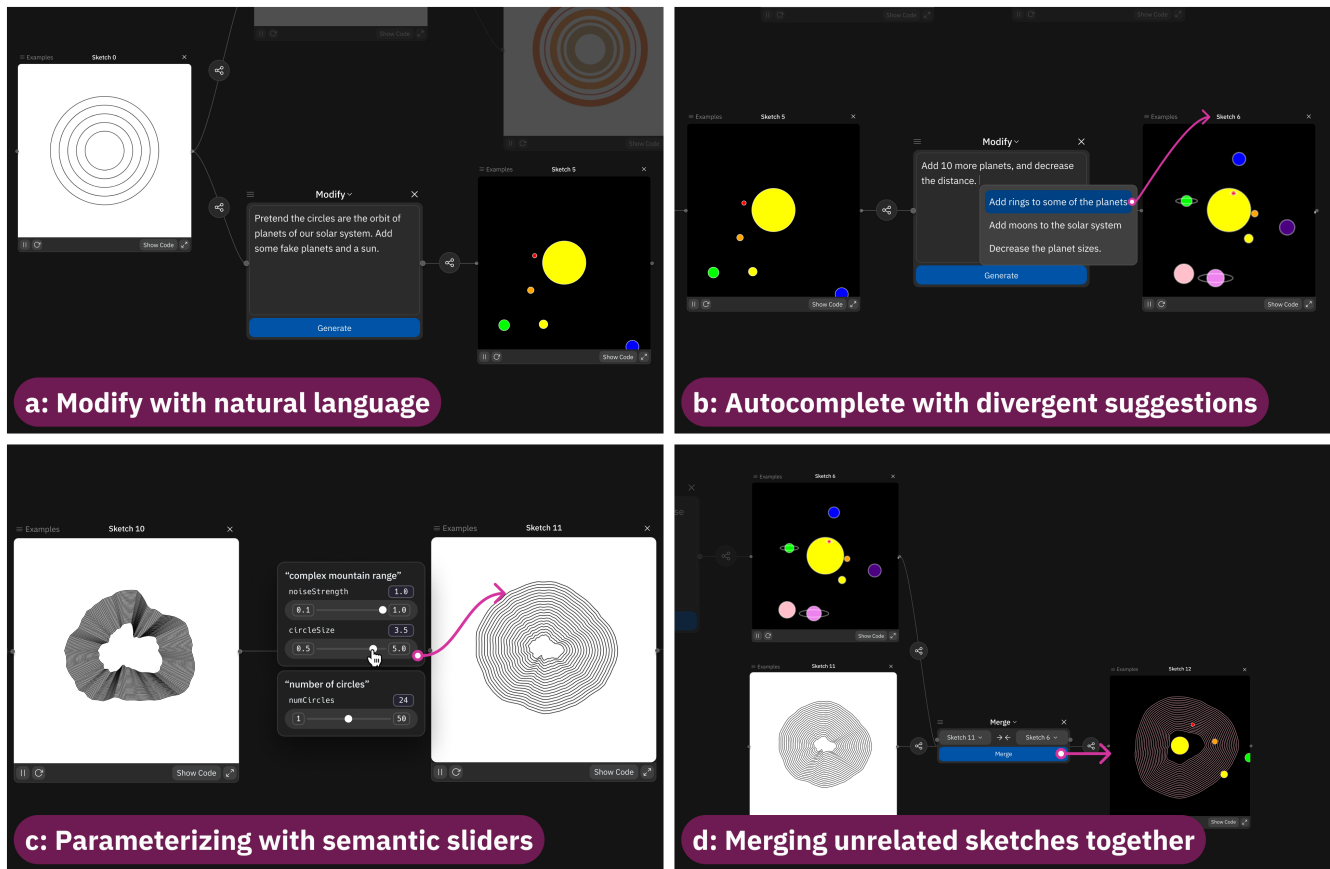 Show Code
Examples
Sketch 0
Show Code
Modify
Pretend the circles are the orbit of
planets of our solar system. Add
some fake planets and a sun.
Generate
Examples
Sketch 5
Show Code
a: Modify with natural language
Show Code
Show Code
Examples
Sketch 5
Show Code
Modify
Add 10 more planets, and decrease
the distance.
Add rings to some of the planets
Add moons to the solar system
Decrease the planet sizes.
Generate
Examples
Sketch 6
Show Code
b: Autocomplete with divergent suggestions
Examples
Sketch 10
Show Code
“complex mountain range”
noiseStrength
1.0
0.1
1.0
circleSize
3.5
0.5
5.0
“number of circles”
numCircles
24
1
50
Examples
Sketch 11
Show Code
c: Parameterizing with semantic sliders
Examples
Sketch 6
Show Code
Examples
Sketch 11
Merge
Sketch 11
Sketch 6
Merge
Examples
Sketch 12
Show Code
d: Merging unrelated sketches together